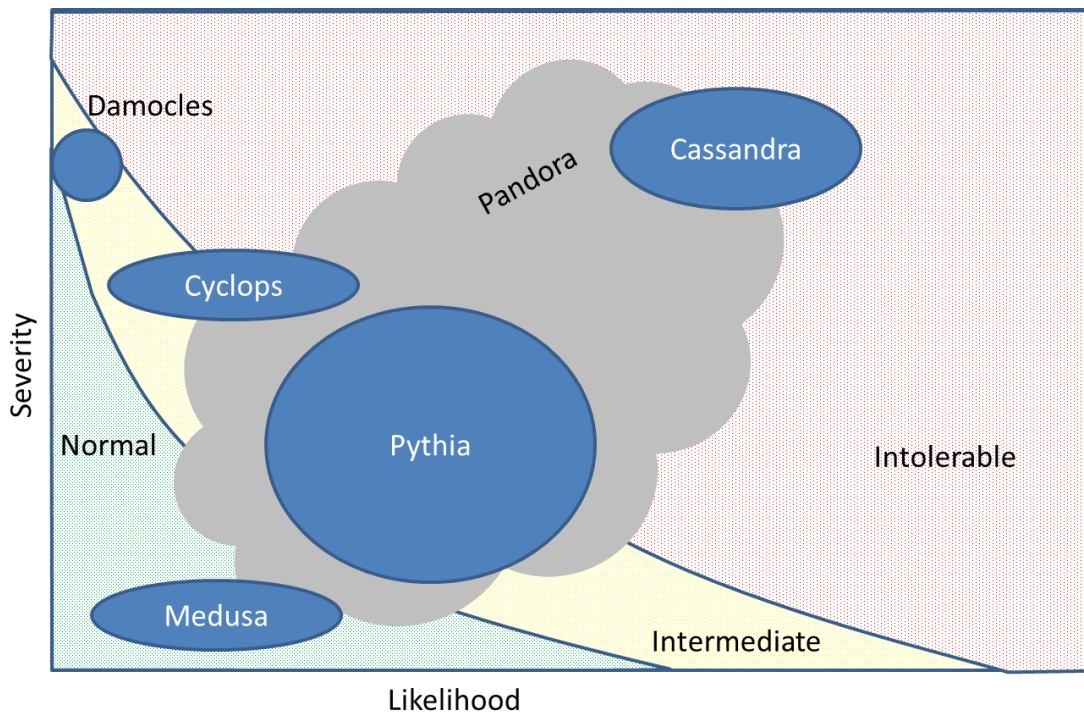 Damocles
Cassandra
Pandora
Cyclops
Severity
Normal
Pythia
Intolerable
Medusa
Intermediate
Likelihood